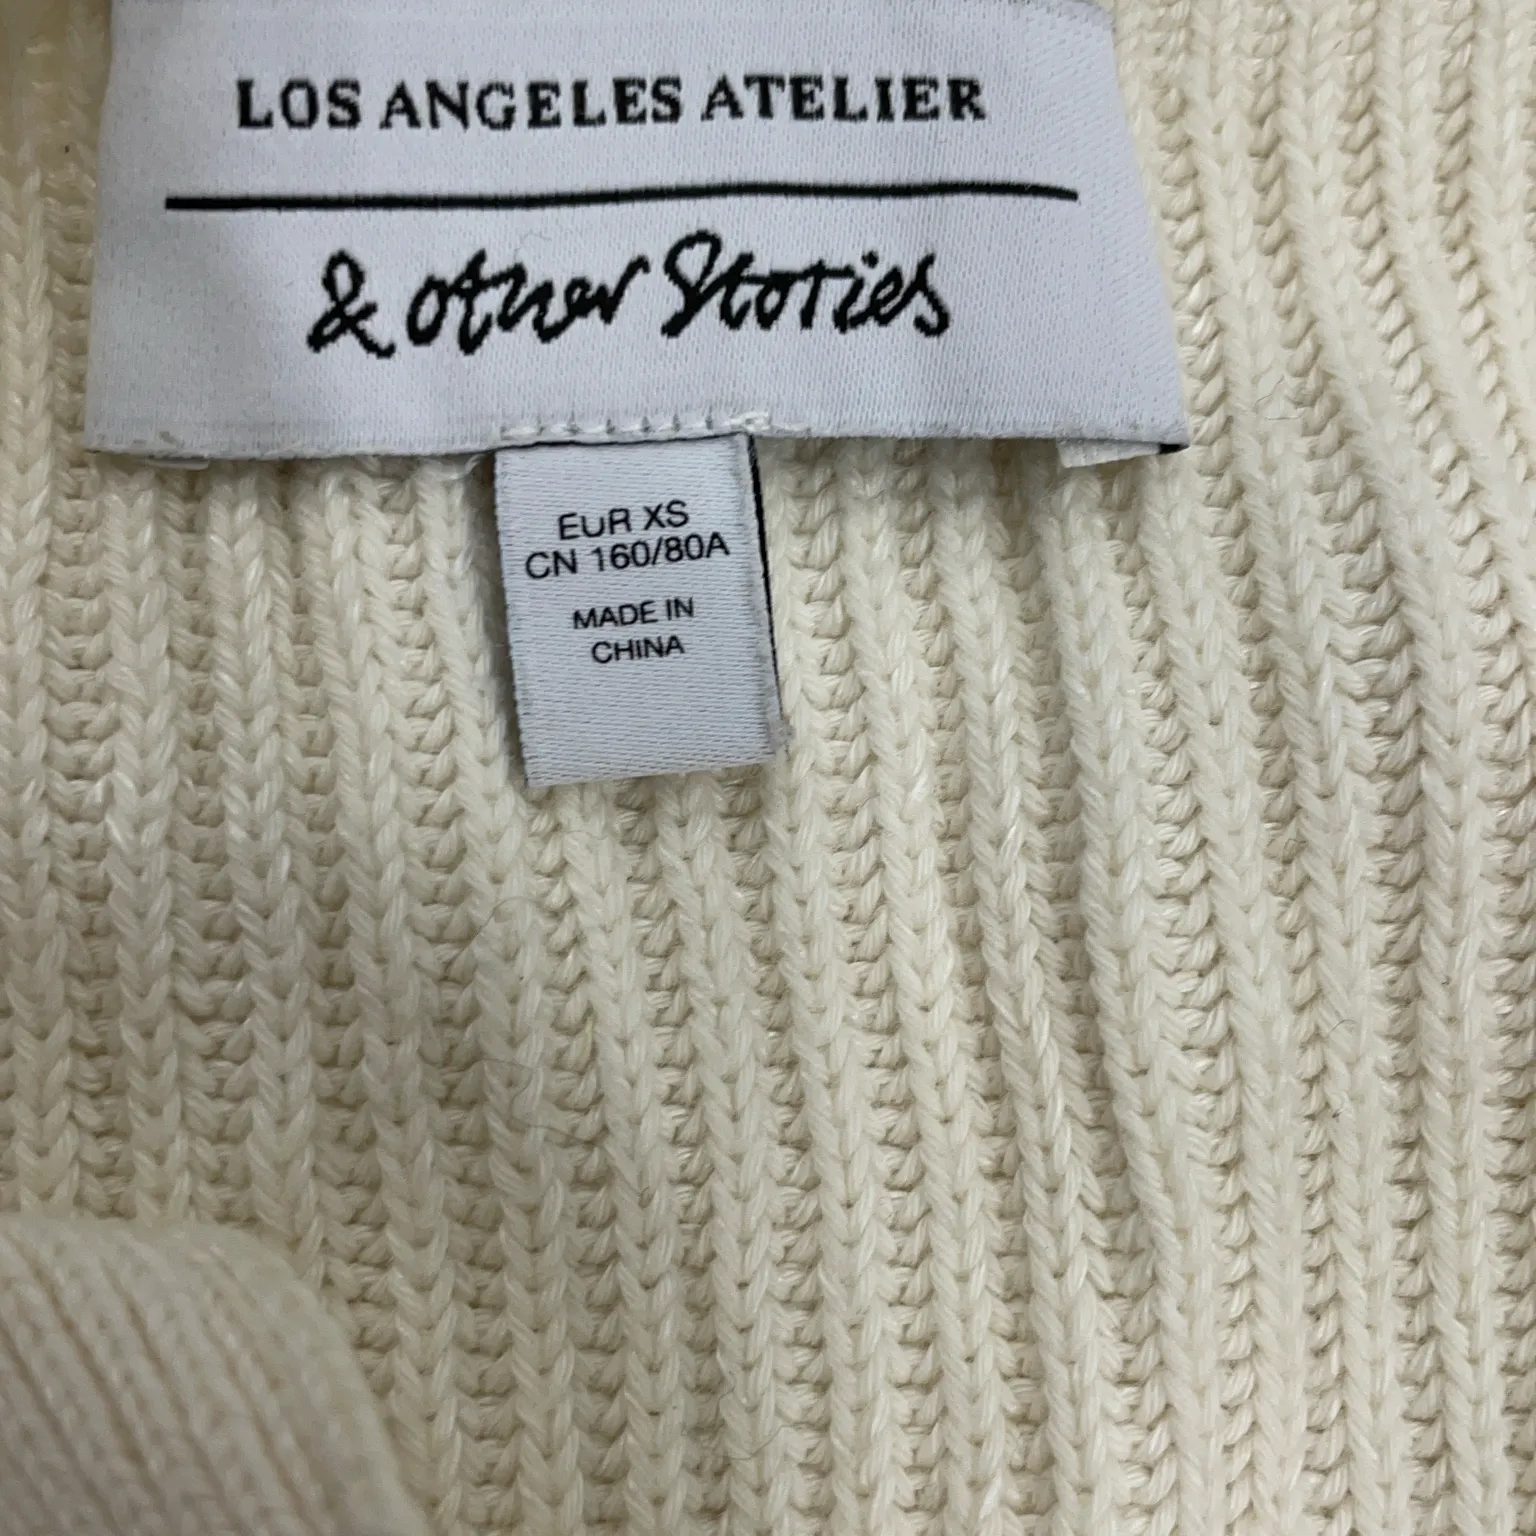 LOS ANGELES ATELIER
& other Stories
EUR XS
CN 160/80A
MADE IN
CHINA